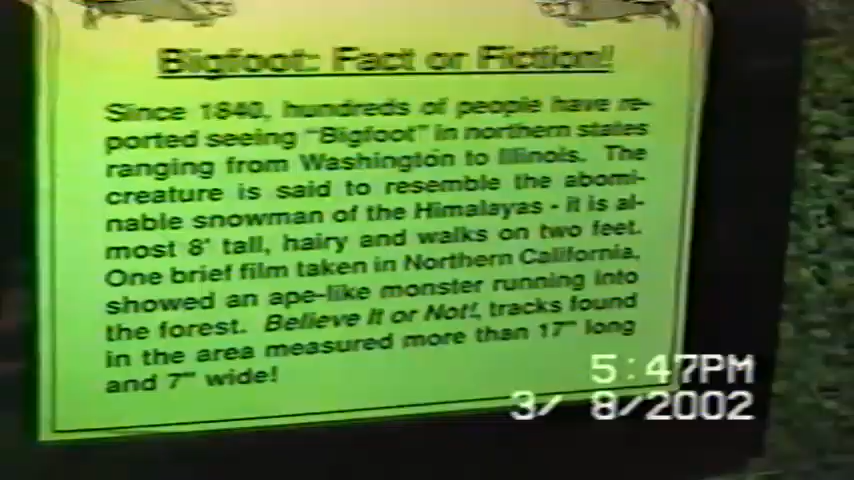 Bigfoot: Fact or Fiction!!
Since 1840, hundreds of people have re-
ported seeing "Bigfoot" in northern states
ranging from Washington to Illinois. The
creature is said to resemble the abomi-
nable snowman of the Himalayas - it is al-
most 8' tall, hairy and walks on two feet.
One brief film taken in Northern California,
showed an ape-like monster running into
the forest. Believe It or Not!, tracks found
in the area measured more than 17" long
and 7" wide!
5:47PM
3/ 8/2002